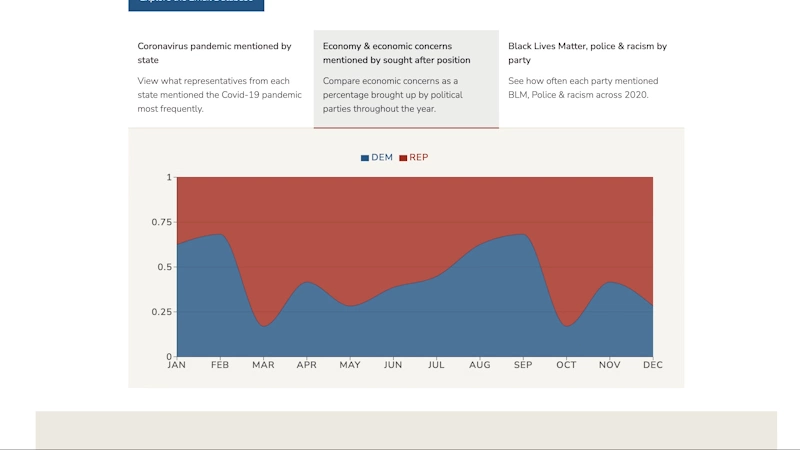 Explore the Email Database
Coronavirus pandemic mentioned by
state
View what representatives from each
state mentioned the Covid-19 pandemic
most frequently.
Economy & economic concerns
mentioned by sought after position
Compare economic concerns as a
percentage brought up by political
parties throughout the year.
Black Lives Matter, police & racism by
party
See how often each party mentioned
BLM, Police & racism across 2020.
DEM REP
1
0.75
0.5
0.25
0
JAN FEB MAR APR MAY JUN JUL AUG SEP OCT NOV DEC